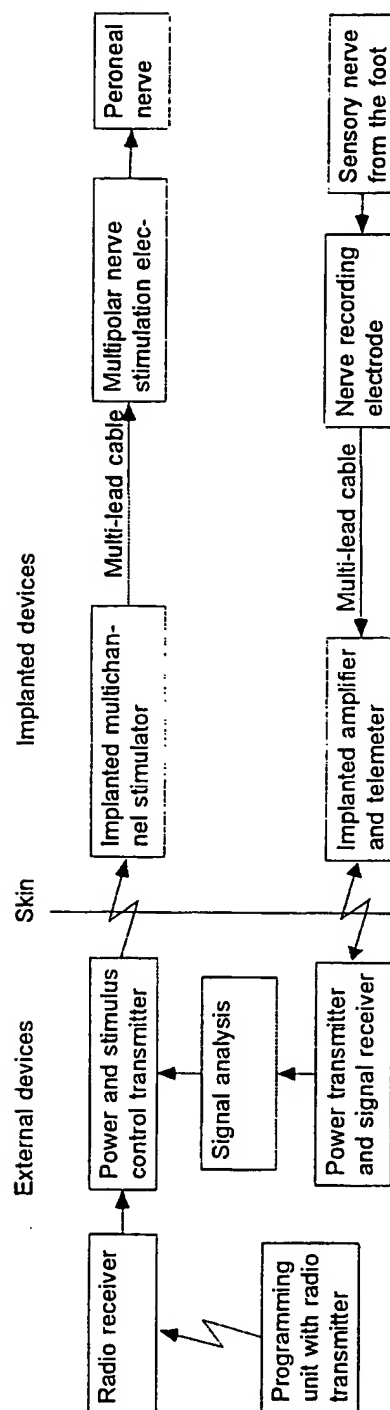 External devices
Skin
Implanted devices
Radio receiver
Power and stimulus
control transmitter
Implanted multichan-
nel stimulator
Multi-lead cable
Multipolar nerve
stimulation elec-
Peroneal
nerve
Signal analysis
Programming
unit with radio
transmitter
Power transmitter
and signal receiver
Implanted amplifier
and telemeter
Multi-lead cable
Nerve recording
electrode
Sensory nerve
from the foot